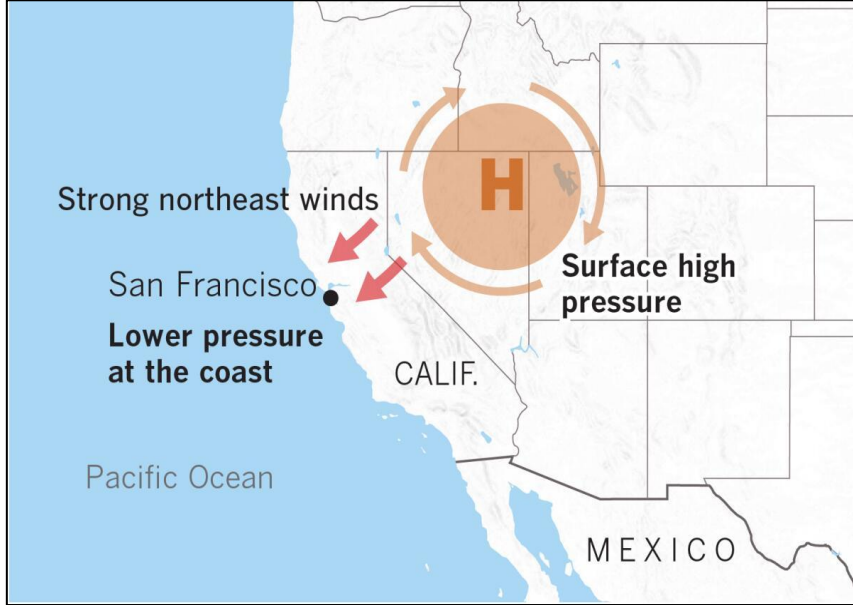 Strong northeast winds
H
San Francisco
Surface high
pressure
Lower pressure
at the coast
CALIF.
Pacific Ocean
MEXICO